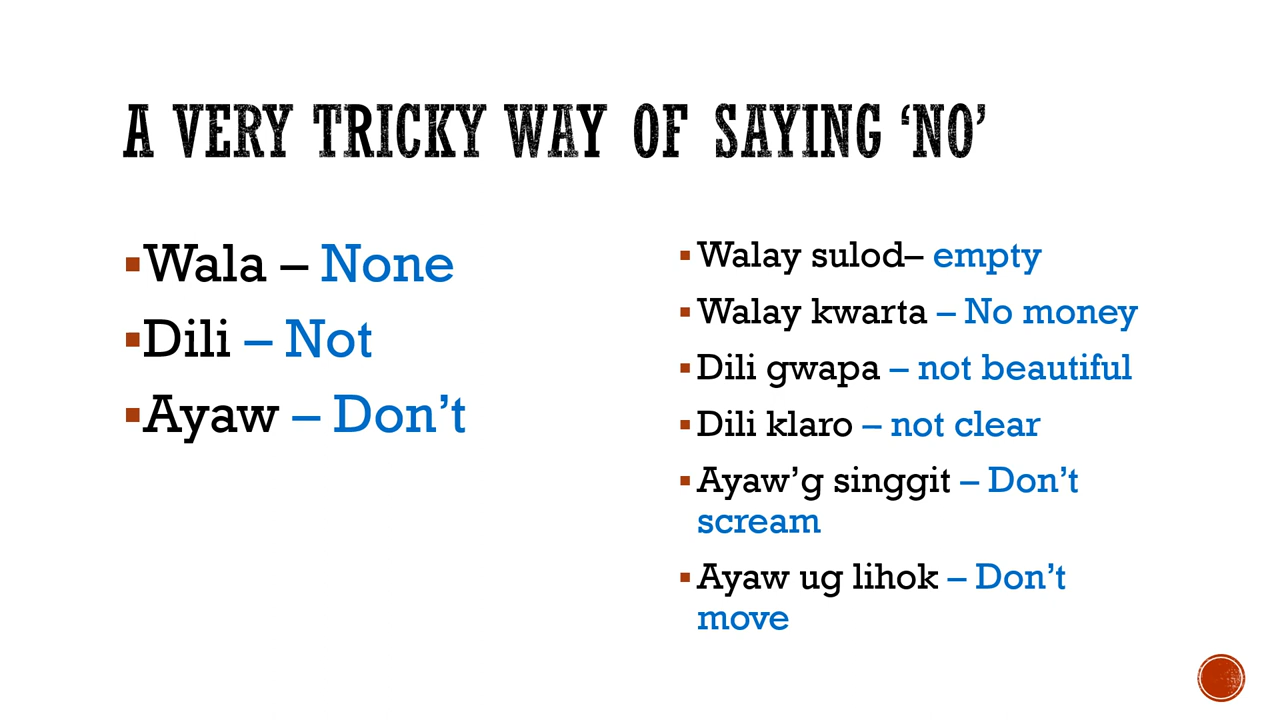 A VERY TRICKY WAY OF SAYING ‘NO’
▪Wala – None
▪Dili – Not
▪Ayaw – Don’t
▪Walay sulod– empty
▪Walay kwarta – No money
▪Dili gwapa – not beautiful
▪Dili klaro – not clear
▪Ayaw’g singgit – Don’t
scream
▪Ayaw ug lihok – Don’t
move